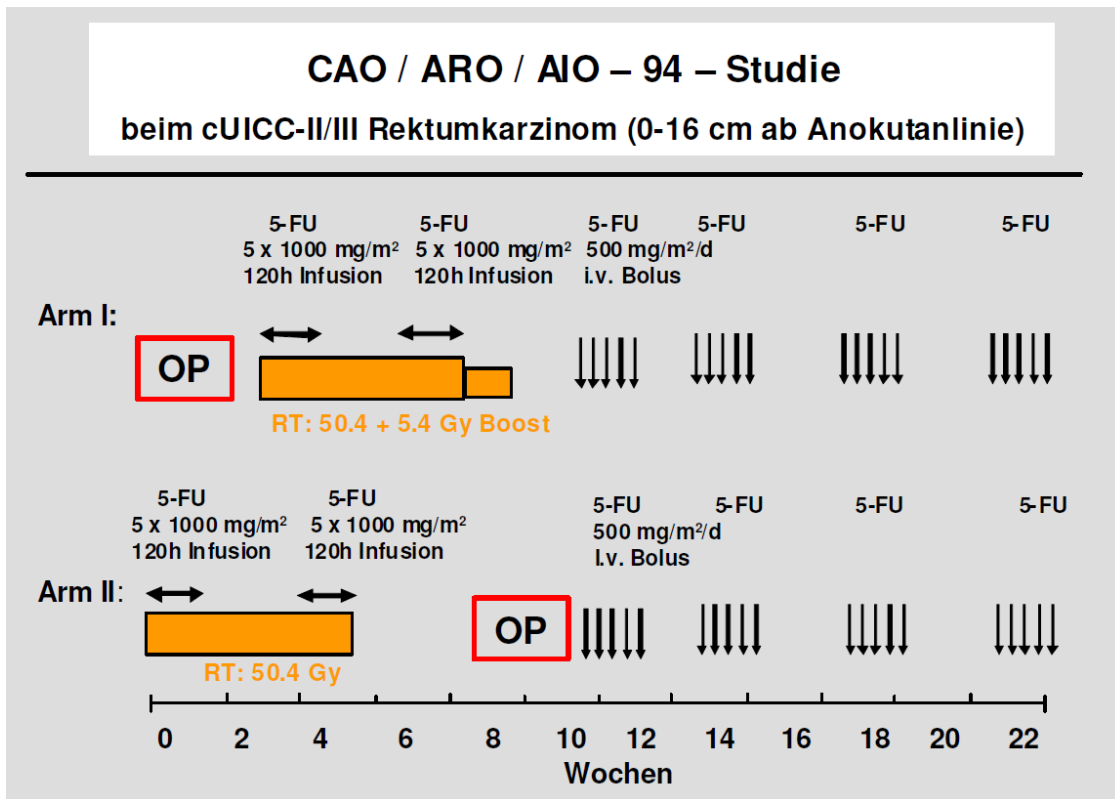 CAO / ARO / AIO – 94 – Studie
beim cUICC-II/III Rektumkarzinom (0-16 cm ab Anokutanlinie)
5-FU 5-FU 5-FU 5-FU 5-FU 5-FU
5 x 1000 mg/m² 5 x 1000 mg/m² 500 mg/m²/d
120h Infusion 120h Infusion i.v. Bolus
Arm I:
OP
RT: 50.4 + 5.4 Gy Boost
5-FU 5-FU 5-FU 5-FU 5-FU 5-FU
5 x 1000 mg/m² 5 x 1000 mg/m² 500 mg/m²/d
120h Infusion 120h Infusion I.v. Bolus
Arm II:
OP
RT: 50.4 Gy
0 2 4 6 8 10 12 14 16 18 20 22
Wochen